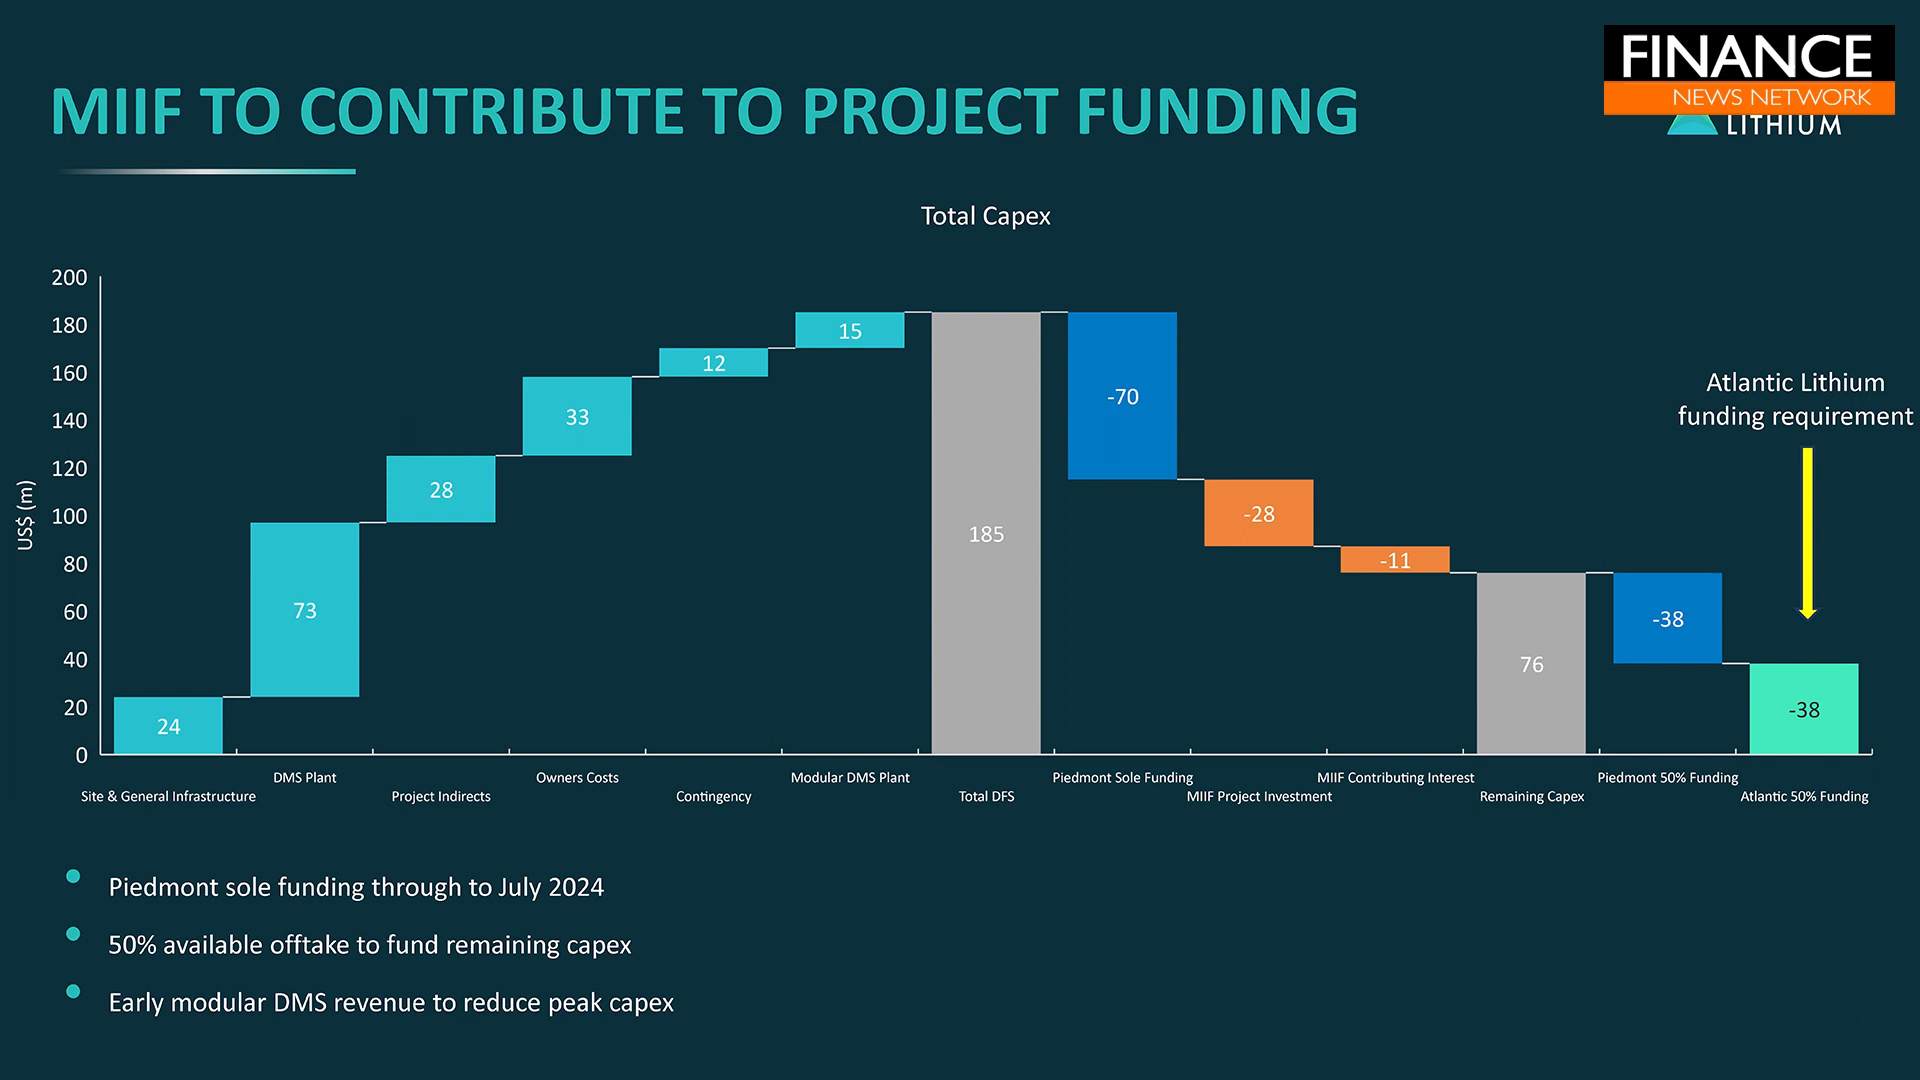 FINANCE
NEWS NETWORK
LITHIUM
MIIF TO CONTRIBUTE TO PROJECT FUNDING
Total Capex
US$ (m)
200
180
160
140
120
100
80
60
40
20
0
24
73
28
33
12
15
185
-70
-28
-11
76
-38
-38
Atlantic Lithium
funding requirement
Site & General Infrastructure
DMS Plant
Project Indirects
Owners Costs
Contingency
Modular DMS Plant
Total DFS
Piedmont Sole Funding
MIIF Project Investment
MIIF Contributing Interest
Remaining Capex
Piedmont 50% Funding
Atlantic 50% Funding
Piedmont sole funding through to July 2024
50% available offtake to fund remaining capex
Early modular DMS revenue to reduce peak capex